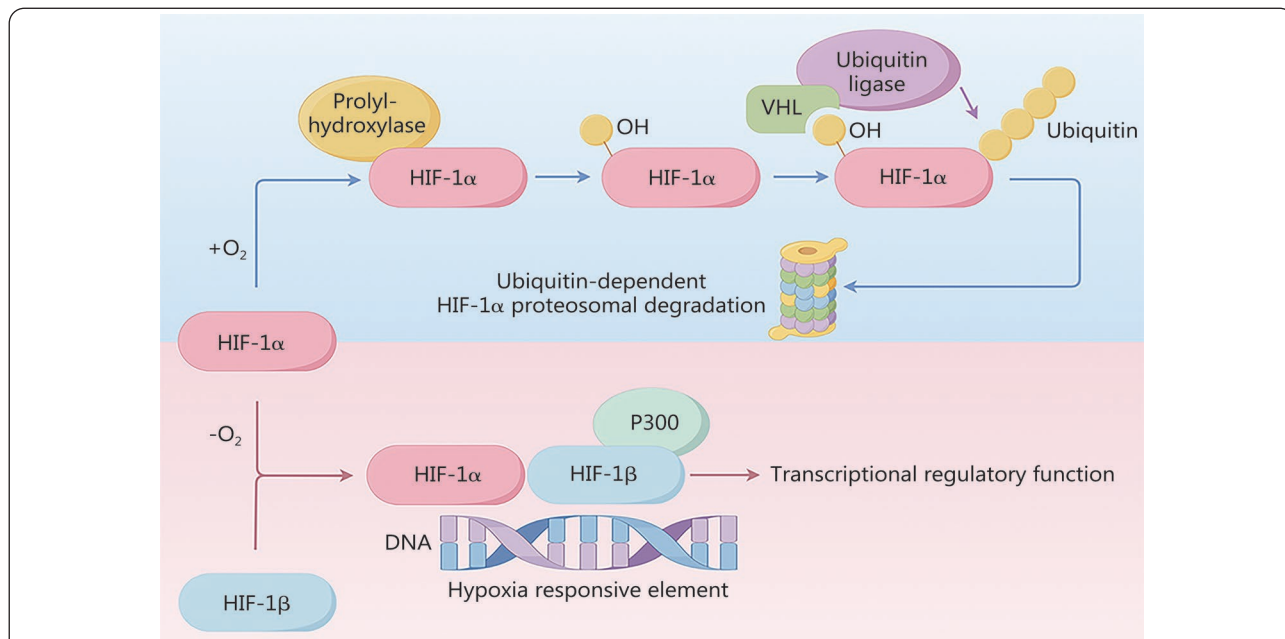 Prolyl-
hydroxylase
HIF-1α
OH
HIF-1α
Ubiquitin
ligase
VHL
OH
HIF-1α
Ubiquitin
+O₂
Ubiquitin-dependent
HIF-1α proteosomal degradation
HIF-1α
-O₂
P300
HIF-1α
HIF-1β
Transcriptional regulatory function
DNA
Hypoxia responsive element
HIF-1β